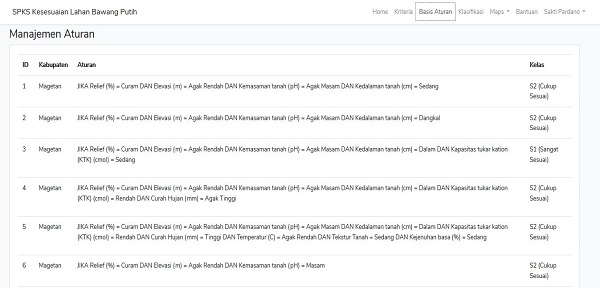 SPKS Kesesuaian Lahan Bawang Putih
Home Kriteria Basis Aturan Klasifikasi Maps Bantuan Sakti Pardano
Manajemen Aturan
ID Kabupaten Aturan Kelas
1 Magetan JIKA Relief (%) = Curam DAN Elevasi (m) = Agak Rendah DAN Kemasaman tanah (pH) = Agak Masam DAN Kedalaman tanah (cm) = Sedang S2 (Cukup
Sesuai)
2 Magetan JIKA Relief (%) = Curam DAN Elevasi (m) = Agak Rendah DAN Kemasaman tanah (pH) = Agak Masam DAN Kedalaman tanah (cm) = Dangkal S2 (Cukup
Sesuai)
3 Magetan JIKA Relief (%) = Curam DAN Elevasi (m) = Agak Rendah DAN Kemasaman tanah (pH) = Agak Masam DAN Kedalaman tanah (cm) = Dalam DAN Kapasitas tukar kation S1 (Sangat
(KTK) (cmol) = Sedang Sesuai)
4 Magetan JIKA Relief (%) = Curam DAN Elevasi (m) = Agak Rendah DAN Kemasaman tanah (pH) = Agak Masam DAN Kedalaman tanah (cm) = Dalam DAN Kapasitas tukar kation S2 (Cukup
(KTK) (cmol) = Rendah DAN Curah Hujan (mm) = Agak Tinggi Sesuai)
5 Magetan JIKA Relief (%) = Curam DAN Elevasi (m) = Agak Rendah DAN Kemasaman tanah (pH) = Agak Masam DAN Kedalaman tanah (cm) = Dalam DAN Kapasitas tukar kation S2 (Cukup
(KTK) (cmol) = Rendah DAN Curah Hujan (mm) = Tinggi DAN Temperatur (C) = Agak Rendah DAN Tekstur Tanah = Sedang DAN Kejenuhan basa (%) = Sedang Sesuai)
6 Magetan JIKA Relief (%) = Curam DAN Elevasi (m) = Agak Rendah DAN Kemasaman tanah (pH) = Masam S2 (Cukup
Sesuai)